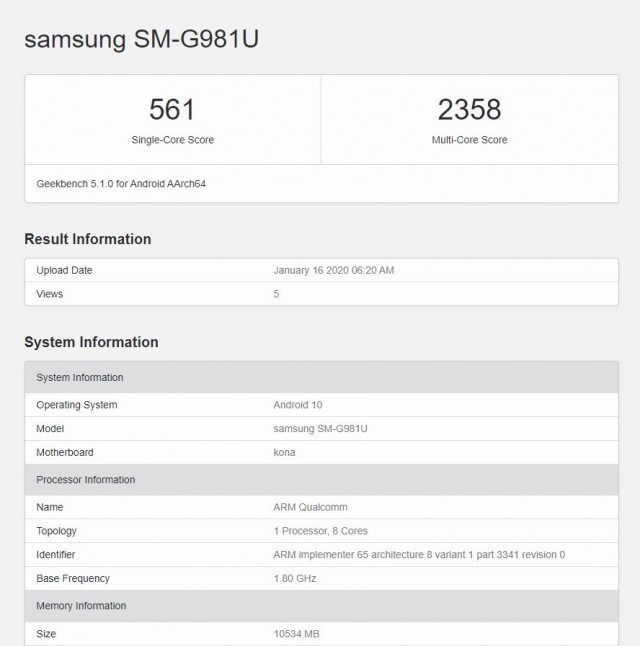 samsung SM-G981U
561
2358
Single-Core Score
Multi-Core Score
Geekbench 5.1.0 for Android AArch64
Result Information
Upload Date January 16 2020 06:20 AM
Views 5
System Information
System Information
Operating System Android 10
Model samsung SM-G981U
Motherboard kona
Processor Information
Name ARM Qualcomm
Topology 1 Processor, 8 Cores
Identifier ARM implementer 65 architecture 8 variant 1 part 3341 revision 0
Base Frequency 1.80 GHz
Memory Information
Size 10534 MB